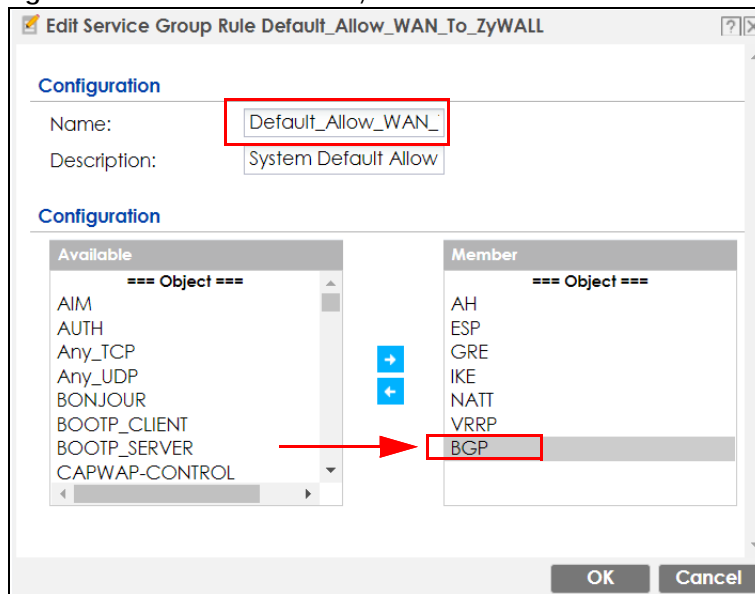 Edit Service Group Rule Default_Allow_WAN_To_ZyWALL
Configuration
Name: Default_Allow_WAN_
Description: System Default Allow
Configuration
Available
=== Object ===
AIM
AUTH
Any_TCP
Any_UDP
BONJOUR
BOOTP_CLIENT
BOOTP_SERVER
CAPWAP-CONTROL
Member
=== Object ===
AH
ESP
GRE
IKE
NATT
VRRP
BGP
OK Cancel